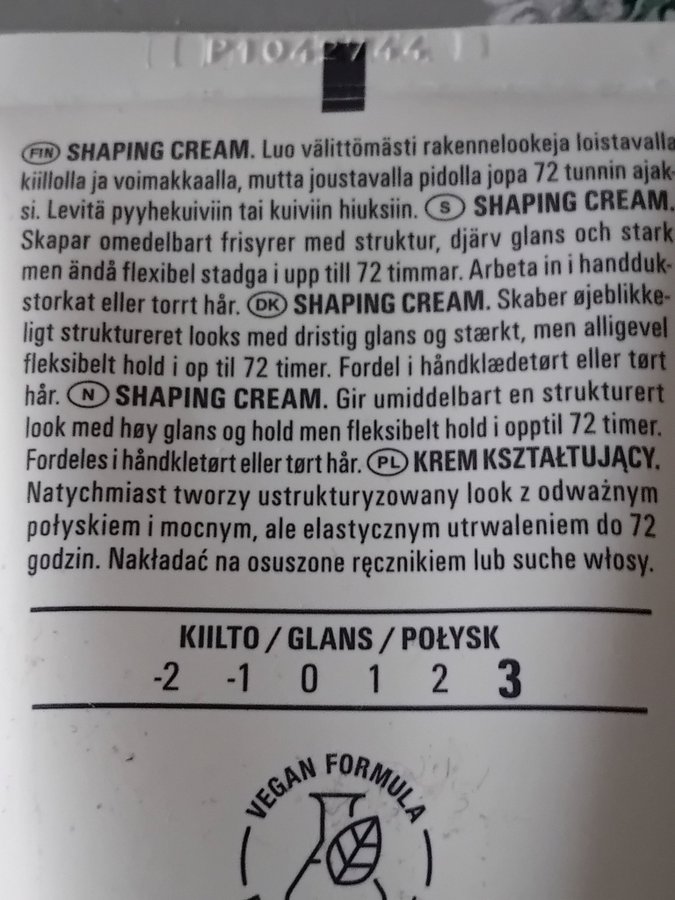 P1042744
FIN SHAPING CREAM. Luo välittömästi rakennelookeja loistavalla
kiillolla ja voimakkaalla, mutta joustavalla pidolla jopa 72 tunnin ajak-
si. Levitä pyyhekuiviin tai kuiviin hiuksiin. S SHAPING CREAM.
Skapar omedelbart frisyrer med struktur, djärv glans och stark
men ändå flexibel stadga i upp till 72 timmar. Arbeta in i handduk-
storkat eller torrt hår. DK SHAPING CREAM. Skaber øjeblikke-
ligt struktureret looks med dristig glans og stærkt, men alligevel
fleksibelt hold i op til 72 timer. Fordel i håndklædetørt eller tørt
hår. N SHAPING CREAM. Gir umiddelbart en strukturert
look med høy glans og hold men fleksibelt hold i opptil 72 timer.
Fordeles i håndkletørt eller tørt hår. PL KREM KSZTAŁTUJĄCY.
Natychmiast tworzy ustrukturyzowany look z odważnym
połyskiem i mocnym, ale elastycznym utrwaleniem do 72
godzin. Nakładać na osuszone ręcznikiem lub suche włosy.
KIILTO / GLANS / POŁYSK
-2 -1 0 1 2 3
VEGAN FORMULA